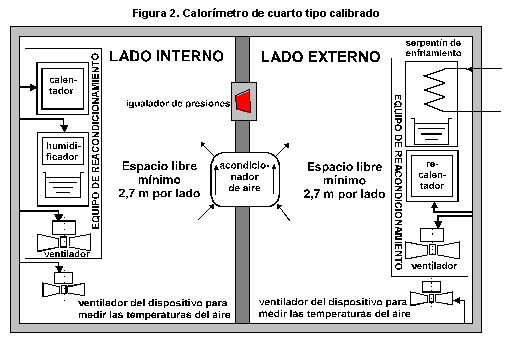 Figura 2. Calorímetro de cuarto tipo calibrado
LADO INTERNO
LADO EXTERNO
serpentín de
enfriamiento
calen-
tador
humidi-
ficador
EQUIPO DE REACONDICIONAMIENTO
ventilador
igualador de presiones
Espacio libre
mínimo
2,7 m por lado
acondicio-
nador
de aire
Espacio libre
mínimo
2,7 m por lado
EQUIPO DE REACONDICIONAMIENTO
re-
calen-
tador
ventilador
ventilador del dispositivo para
medir las temperaturas del aire
ventilador del dispositivo para
medir las temperaturas del aire